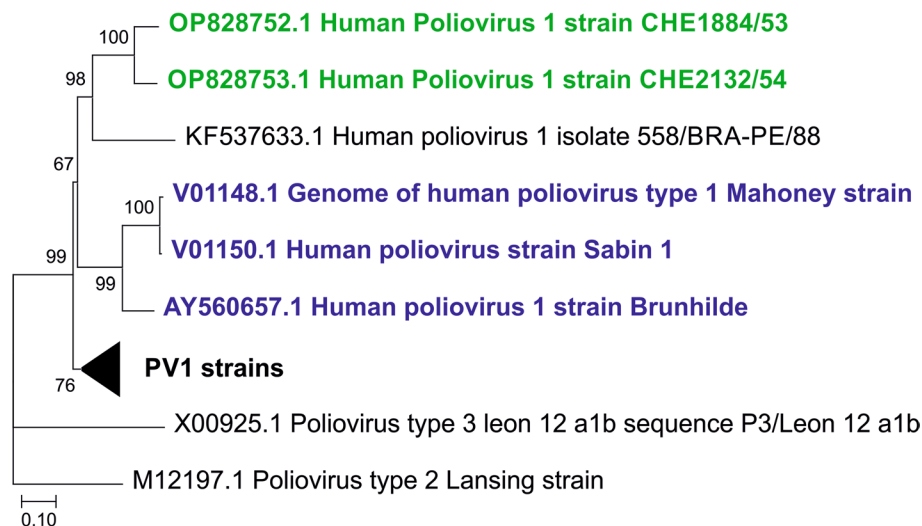 OP828752.1 Human Poliovirus 1 strain CHE1884/53
100
OP828753.1 Human Poliovirus 1 strain CHE2132/54
98
KF537633.1 Human poliovirus 1 isolate 558/BRA-PE/88
67
V01148.1 Genome of human poliovirus type 1 Mahoney strain
100
V01150.1 Human poliovirus strain Sabin 1
99
99
AY560657.1 Human poliovirus 1 strain Brunhilde
PV1 strains
76
X00925.1 Poliovirus type 3 leon 12 a1b sequence P3/Leon 12 a1b
M12197.1 Poliovirus type 2 Lansing strain
0.10